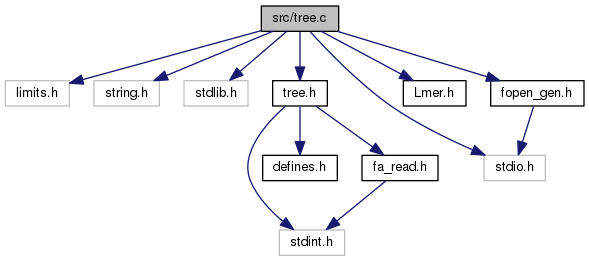 src/tree.c
limits.h
string.h
stdlib.h
tree.h
Lmer.h
fopen_gen.h
defines.h
fa_read.h
stdio.h
stdint.h